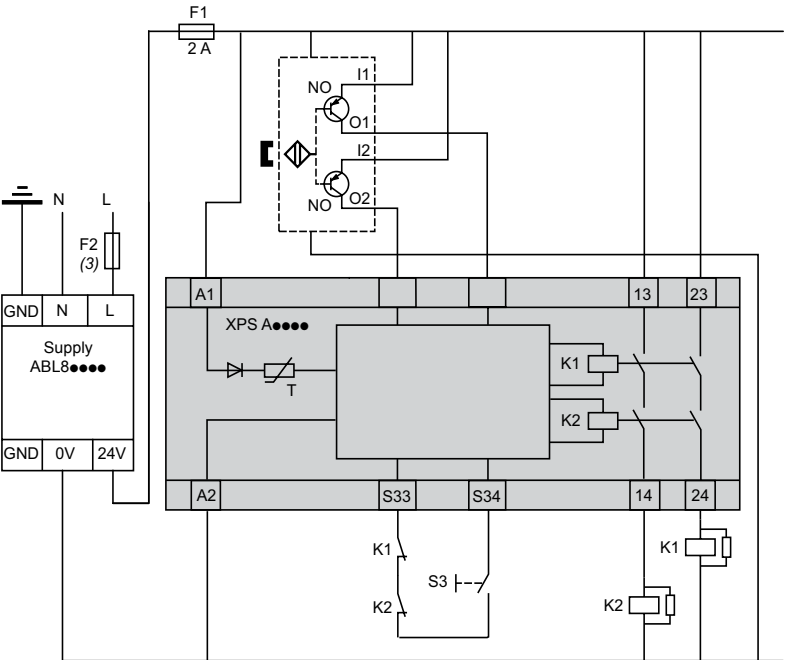 F1
2 A
I1
NO
O1
I2
NO
O2
N
L
F2
(3)
GND
N
L
A1
13
23
Supply
ABL8●●●●
XPS A●●●●
T
K1
K2
GND
0V
24V
A2
S33
S34
14
24
K1
K1
S3
K2
K2